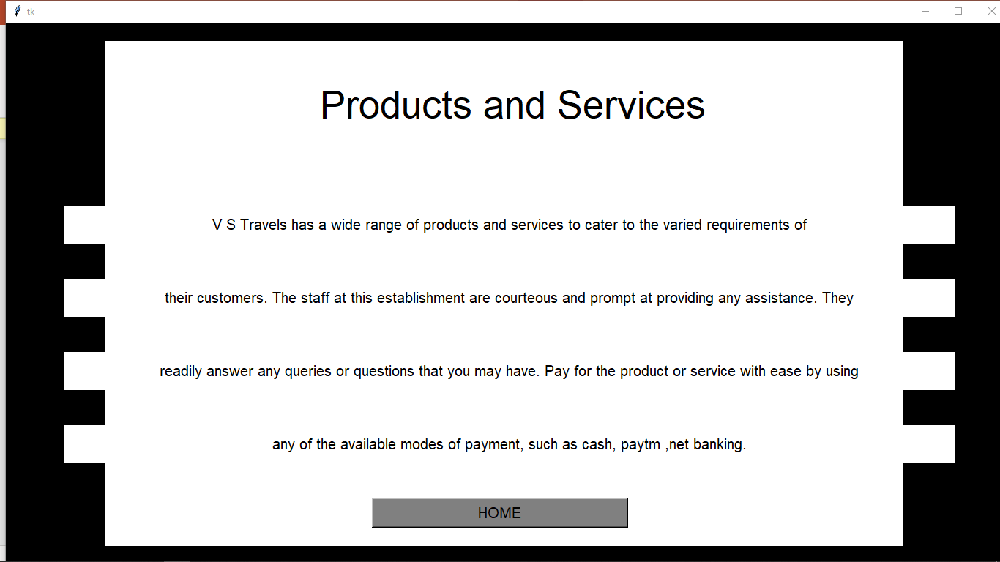 tk
Products and Services
V S Travels has a wide range of products and services to cater to the varied requirements of
their customers. The staff at this establishment are courteous and prompt at providing any assistance. They
readily answer any queries or questions that you may have. Pay for the product or service with ease by using
any of the available modes of payment, such as cash, paytm ,net banking.
HOME